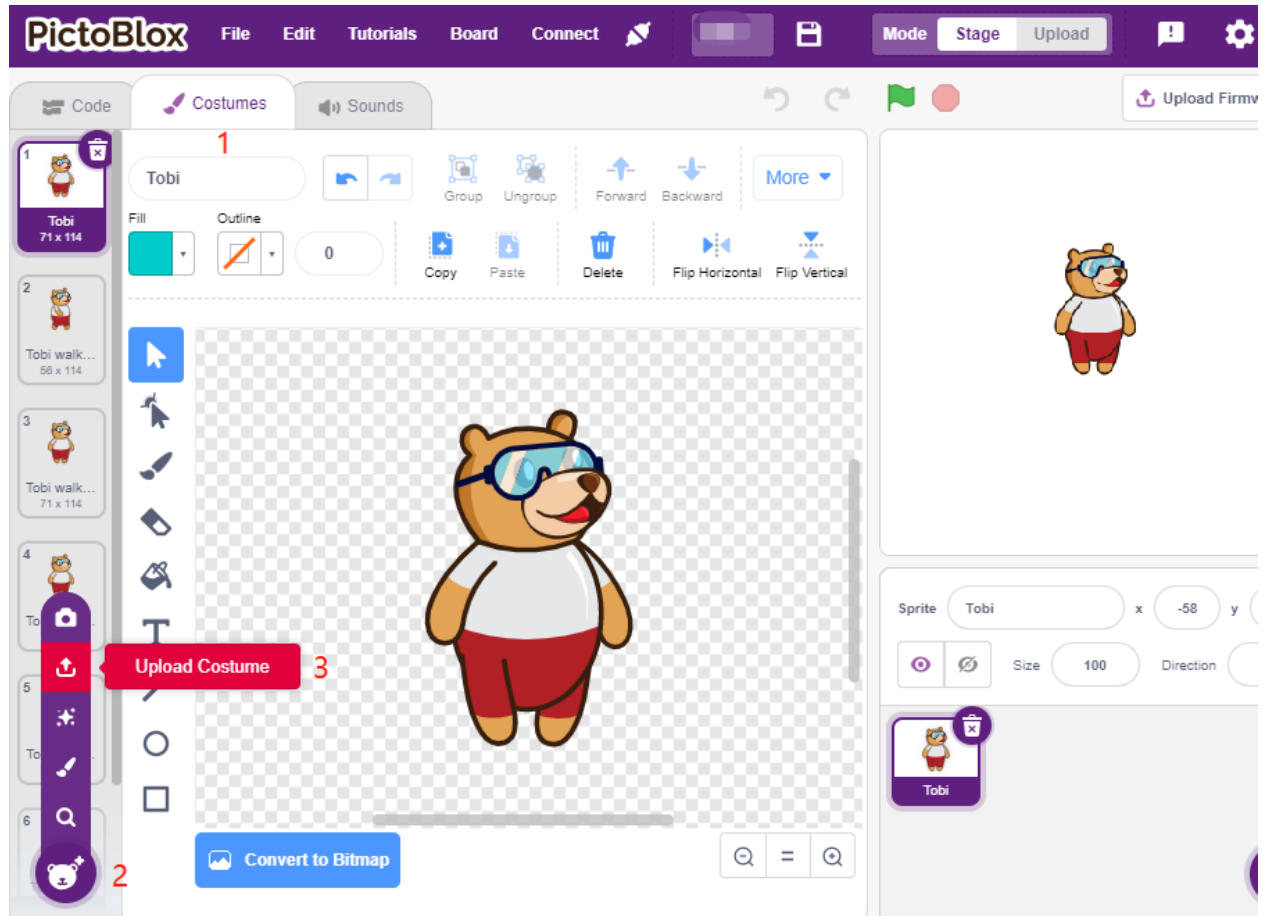 PictoBlox File Edit Tutorials Board Connect Mode Stage Upload
Code Costumes Sounds Upload Firmw
1
1
Tobi
71 x 114
Tobi
Group Ungroup Forward Backward More
Fill Outline
0
Copy Paste Delete Flip Horizontal Flip Vertical
2
Tobi walk...
56 x 114
3
Tobi walk...
71 x 114
4
To
T
Upload Costume 3
5
To
6
2
Convert to Bitmap
Sprite Tobi x -58 y
Size 100 Direction
Tobi